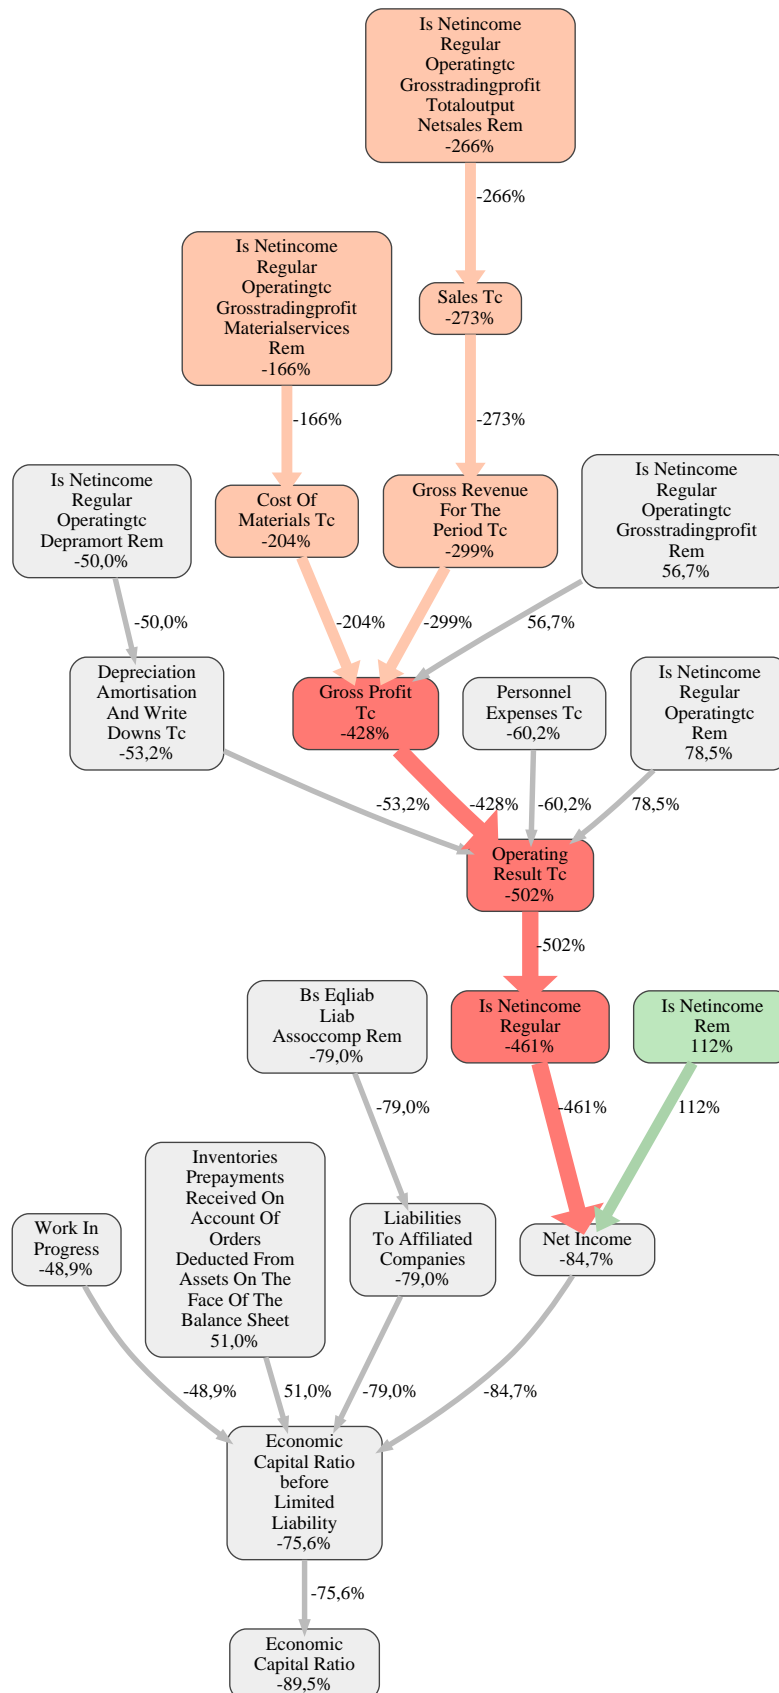 Is Netincome
Regular
Operatingtc
Grosstradingprofit
Totaloutput
Netsales Rem
-266%
-266%
Is Netincome
Regular
Operatingtc
Grosstradingprofit
Materialservices
Rem
-166%
Sales Tc
-273%
-166%
-273%
Is Netincome
Regular
Operatingtc
Depramort Rem
-50,0%
Cost Of
Materials Tc
-204%
Gross Revenue
For The
Period Tc
-299%
Is Netincome
Regular
Operatingtc
Grosstradingprofit
Rem
56,7%
-50,0%
-204%
-299%
56,7%
Depreciation
Amortisation
And Write
Downs Tc
-53,2%
Gross Profit
Tc
-428%
Personnel
Expenses Tc
-60,2%
Is Netincome
Regular
Operatingtc
Rem
78,5%
-53,2%
-428%
-60,2%
78,5%
Operating
Result Tc
-502%
-502%
Bs Eqliab
Liab
Assoccomp Rem
-79,0%
Is Netincome
Regular
-461%
Is Netincome
Rem
112%
-79,0%
-461%
112%
Work In
Progress
-48,9%
Inventories
Prepayments
Received On
Account Of
Orders
Deducted From
Assets On The
Face Of The
Balance Sheet
51,0%
Liabilities
To Affiliated
Companies
-79,0%
Net Income
-84,7%
-48,9%
51,0%
-79,0%
-84,7%
Economic
Capital Ratio
before
Limited
Liability
-75,6%
-75,6%
Economic
Capital Ratio
-89,5%